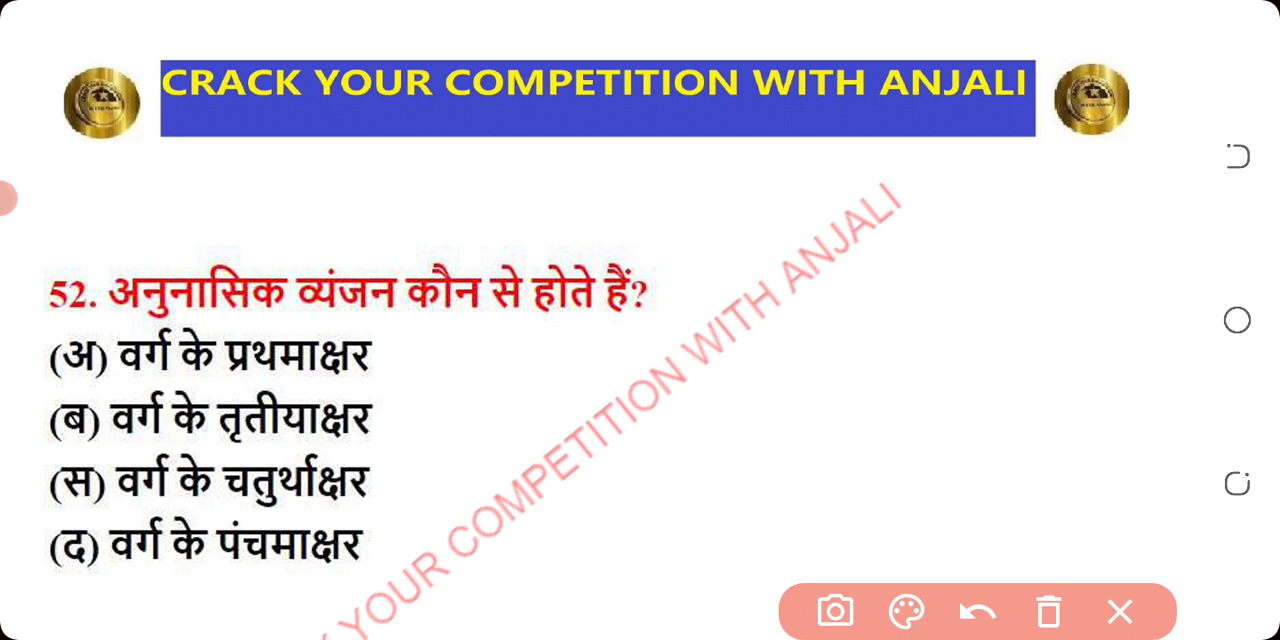 CRACK YOUR COMPETITION WITH ANJALI
52. अनुनासिक व्यंजन कौन से होते हैं?
(अ) वर्ग के प्रथमाक्षर
(ब) वर्ग के तृतीयाक्षर
(स) वर्ग के चतुर्थाक्षर
(द) वर्ग के पंचमाक्षर
YOUR COMPETITION WITH ANJALI